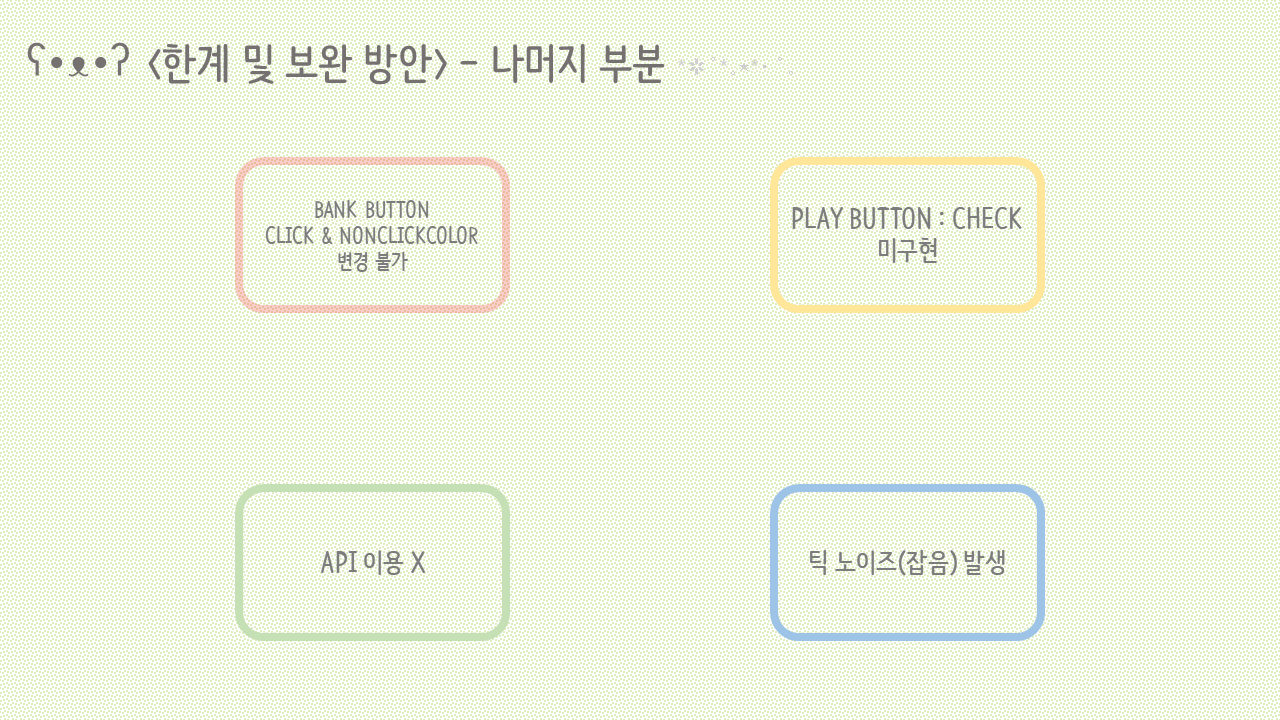 ʕ•ᴥ•ʔ <한계 및 보완 방안> - 나머지 부분
BANK BUTTON
CLICK & NONCLICKCOLOR
변경 불가
PLAY BUTTON : CHECK
미구현
API 이용 X
틱 노이즈(잡음) 발생